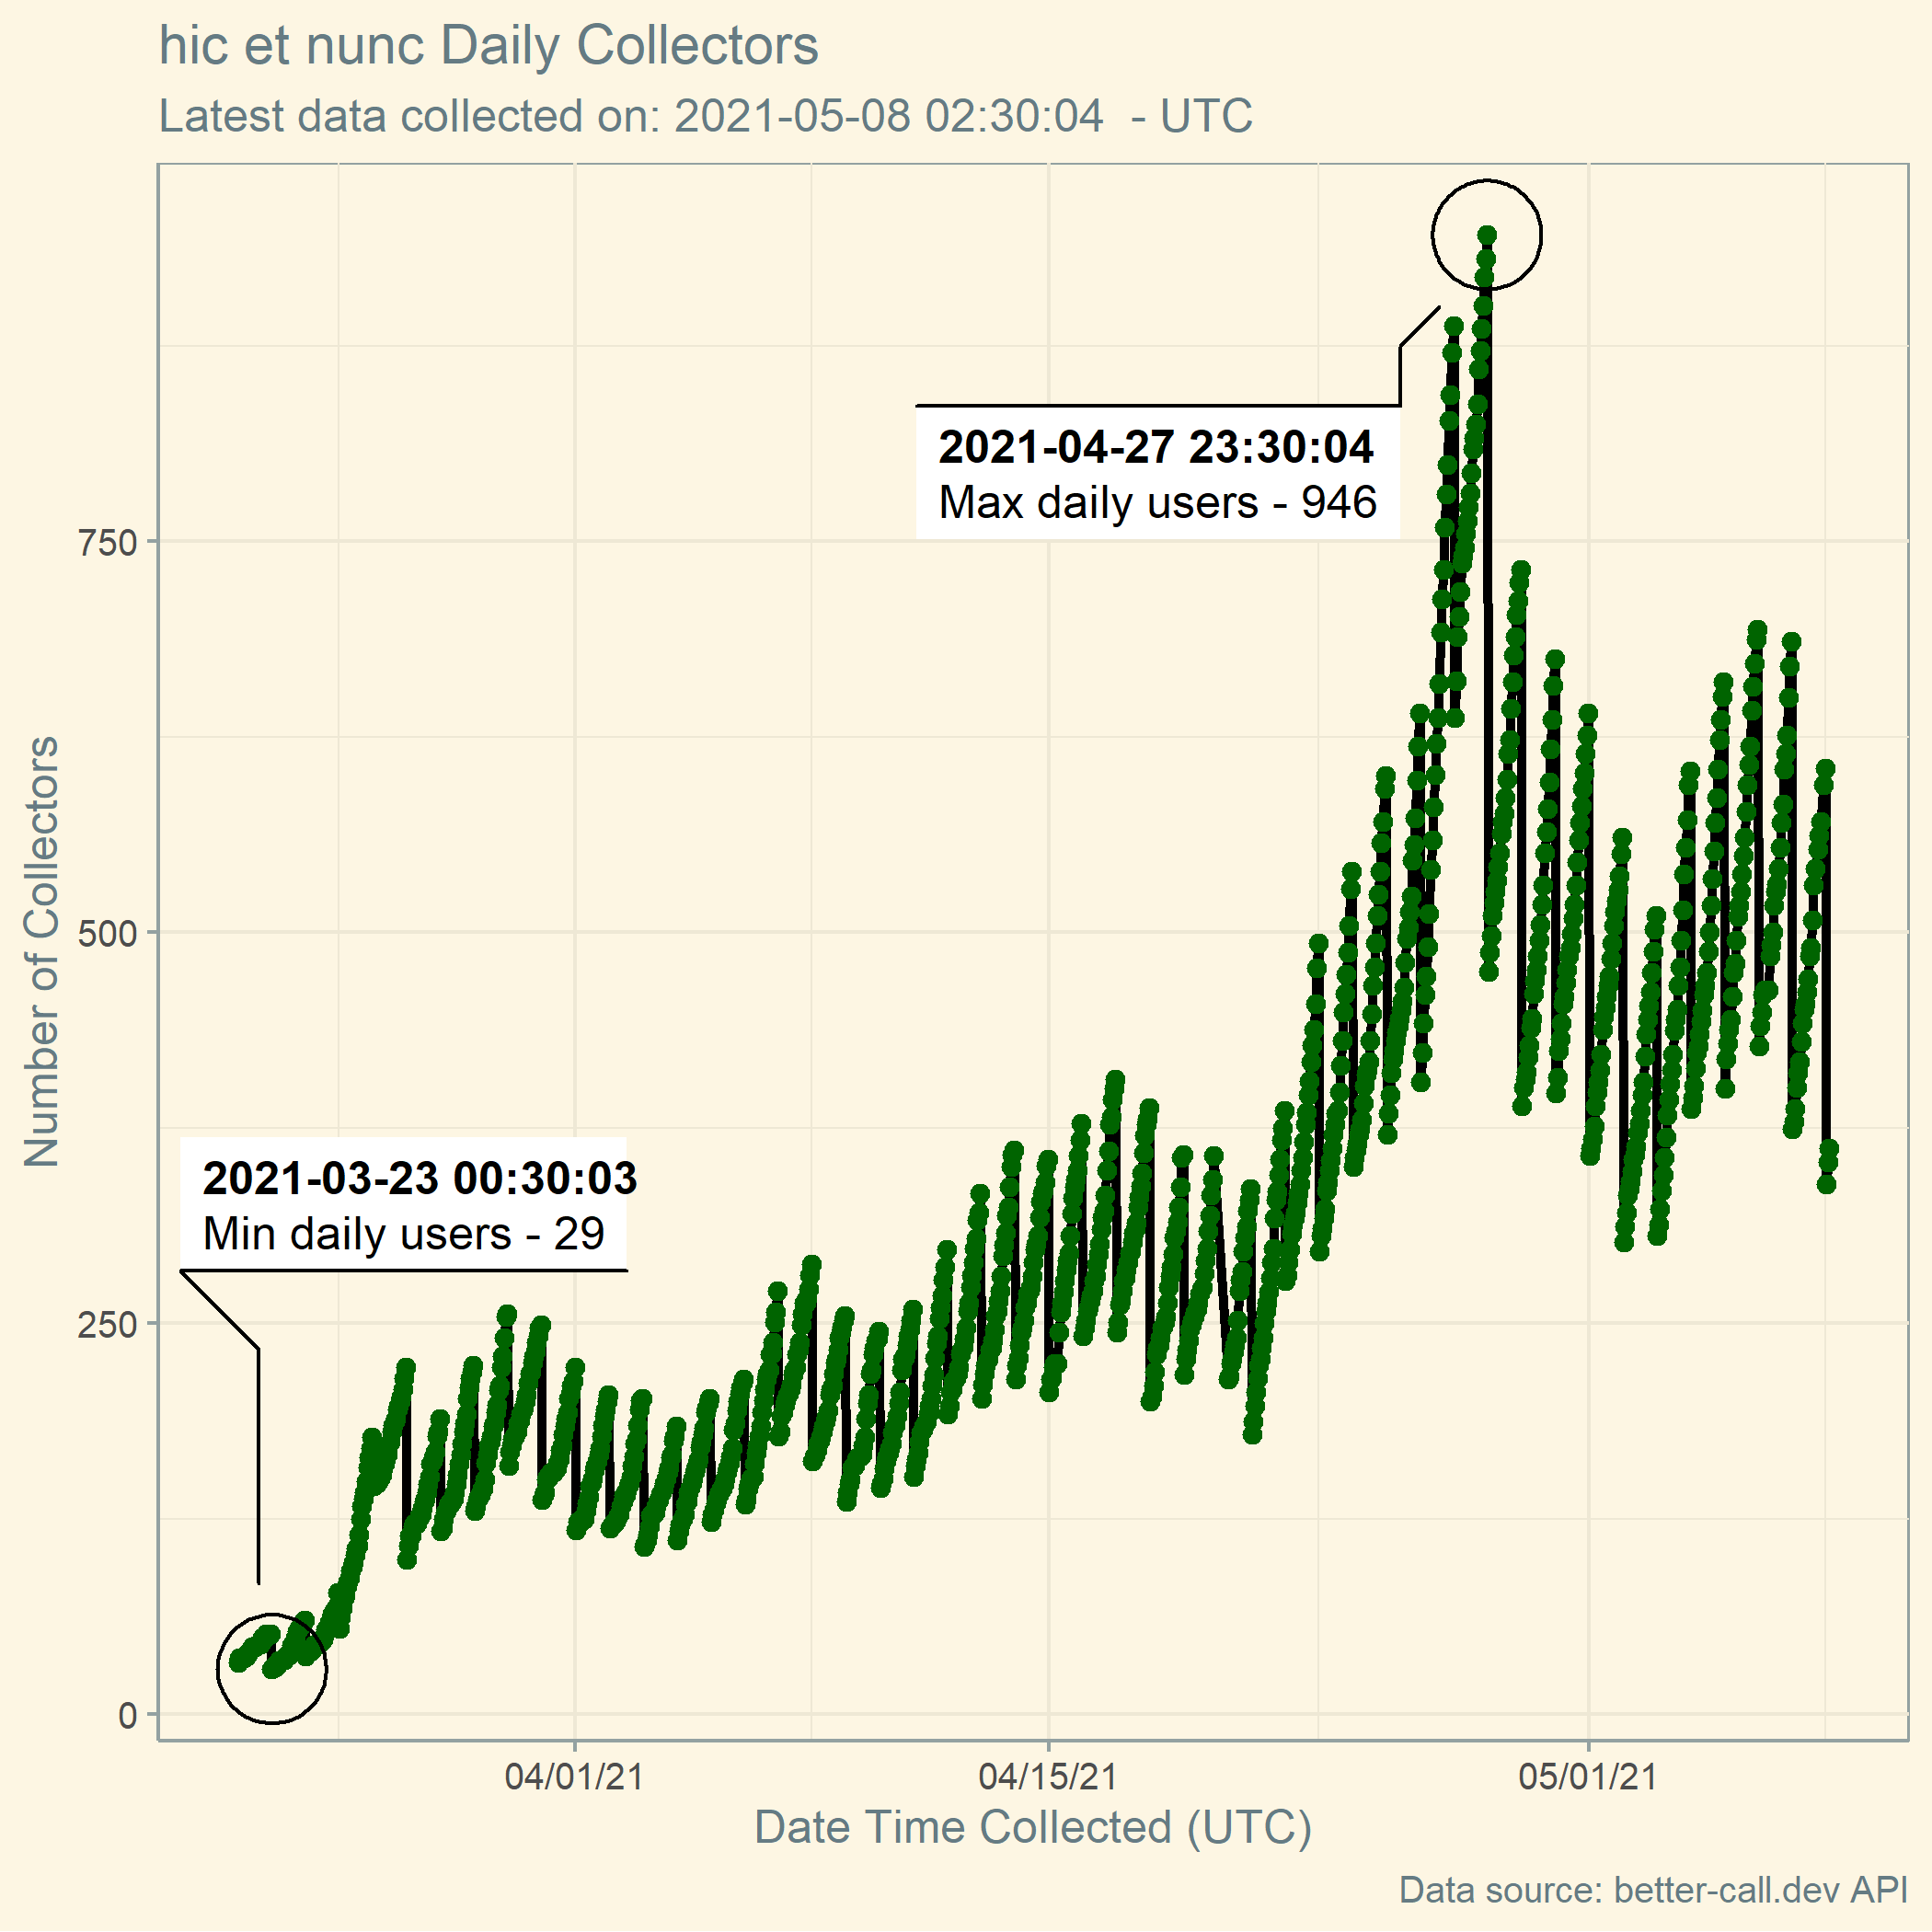 hic et nunc Daily Collectors
Latest data collected on: 2021-05-08 02:30:04  - UTC
2021-04-27 23:30:04
Max daily users - 946
2021-03-23 00:30:03
Min daily users - 29
Number of Collectors
750
500
250
0
04/01/21
04/15/21
05/01/21
Date Time Collected (UTC)
Data source: better-call.dev API